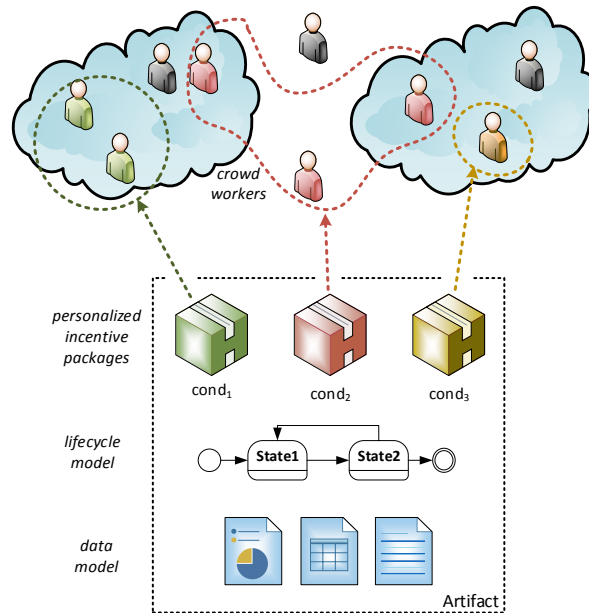 crowd
workers
personalized
incentive
packages
cond₁
cond₂
cond₃
lifecycle
model
State1
State2
data
model
Artifact